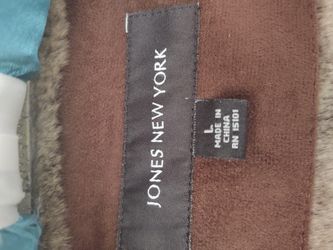 JONES NEW YORK
L
MADE IN
CHINA
RN 15101